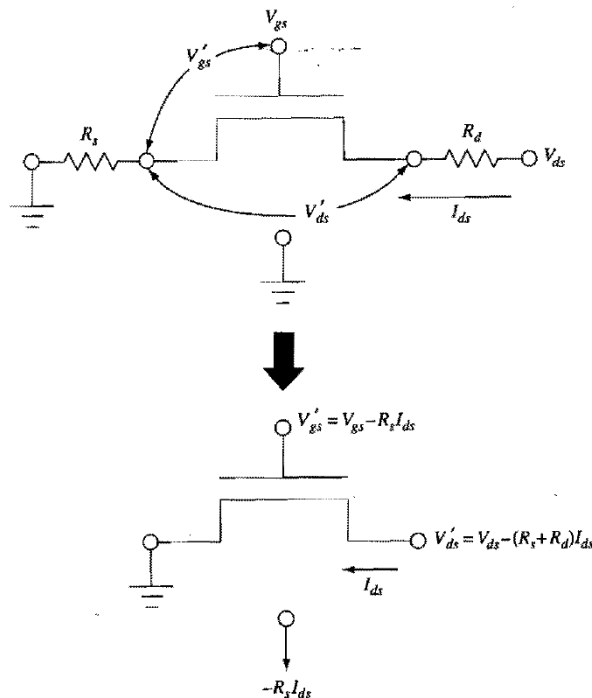 V_gs
V'_gs
R_s
R_d
V_ds
V'_ds
I_ds
V'_gs = V_gs − R_s I_ds
V'_ds = V_ds − (R_s + R_d) I_ds
I_ds
−R_s I_ds